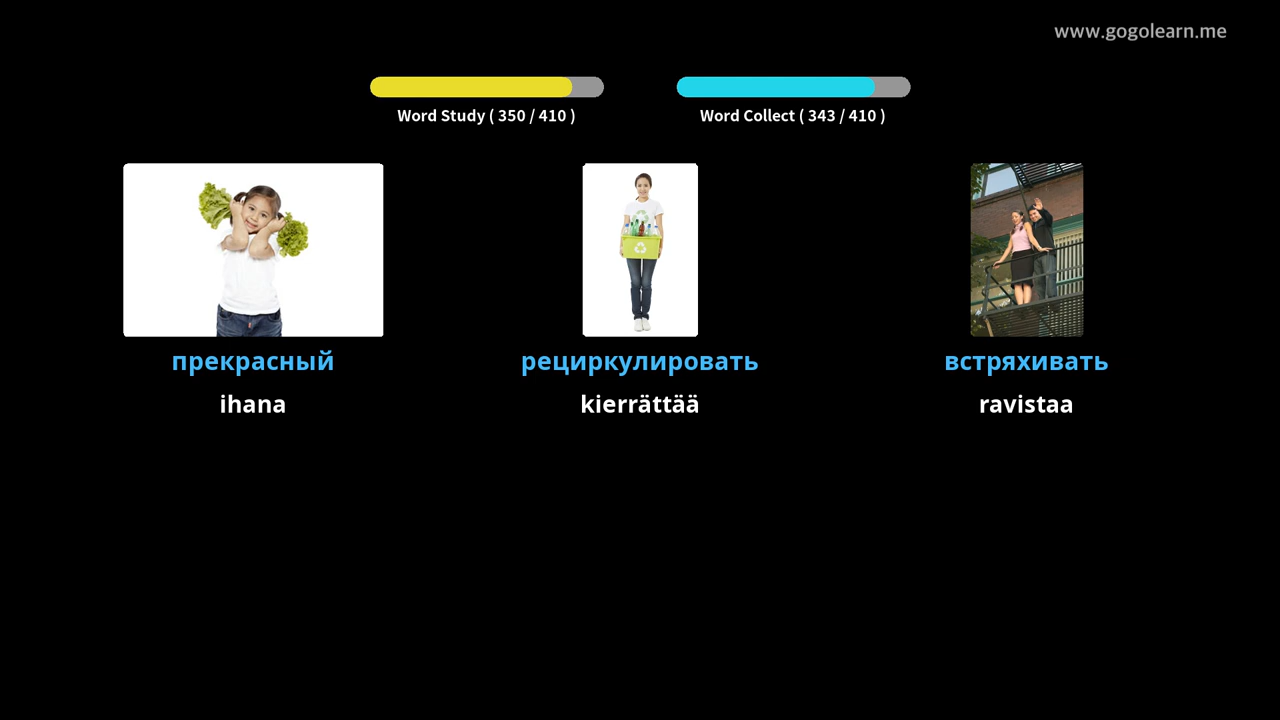 www.gogolearn.me
Word Study ( 350 / 410 )
Word Collect ( 343 / 410 )
прекрасный
ihana
рециркулировать
kierrättää
встряхивать
ravistaa